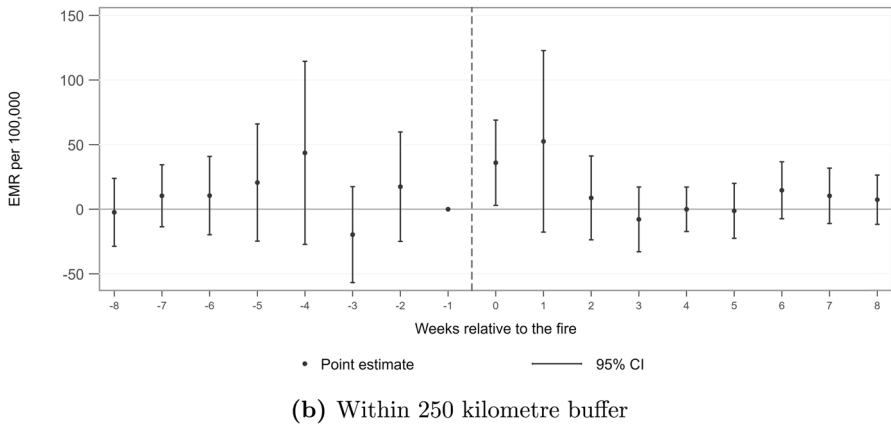 150
100
50
0
-50
EMR per 100,000
-8 -7 -6 -5 -4 -3 -2 -1 0 1 2 3 4 5 6 7 8
Weeks relative to the fire
Point estimate 95% CI
(b) Within 250 kilometre buffer